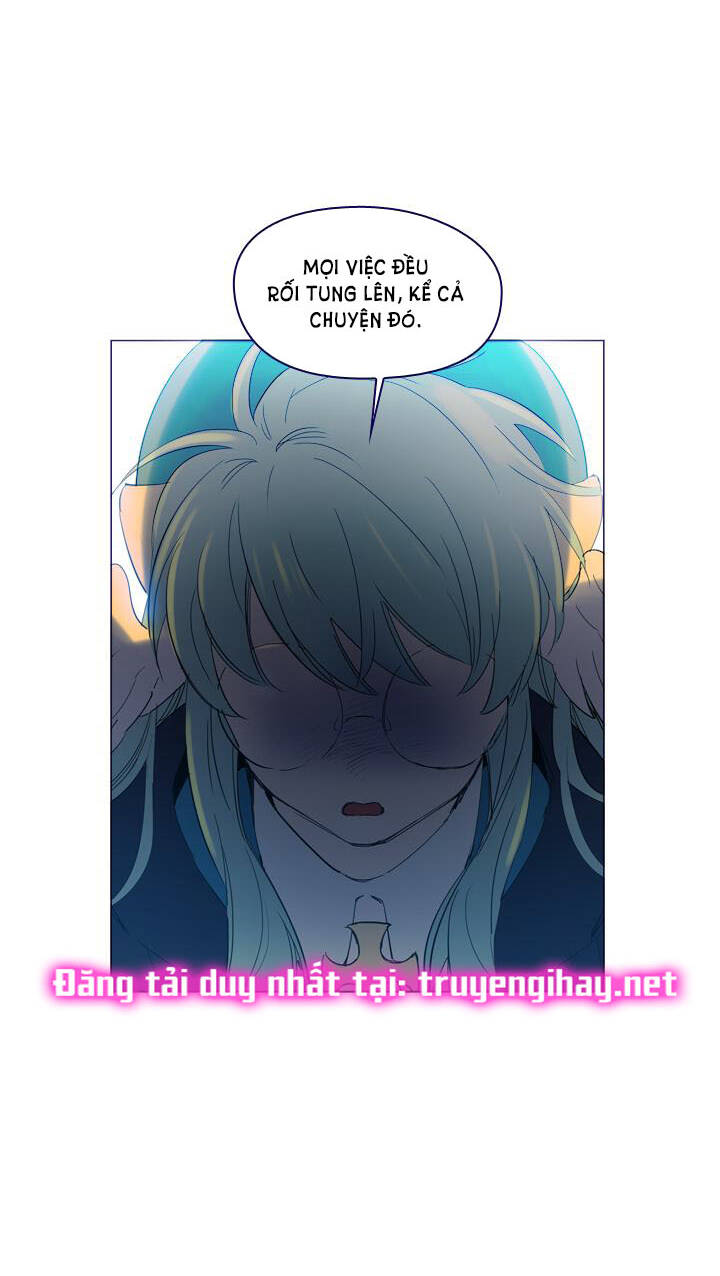 MỌI VIỆC ĐỀU
RỐI TUNG LÊN, KỂ CẢ
CHUYỆN ĐÓ.
Đăng tải duy nhất tại: truyengihay.net